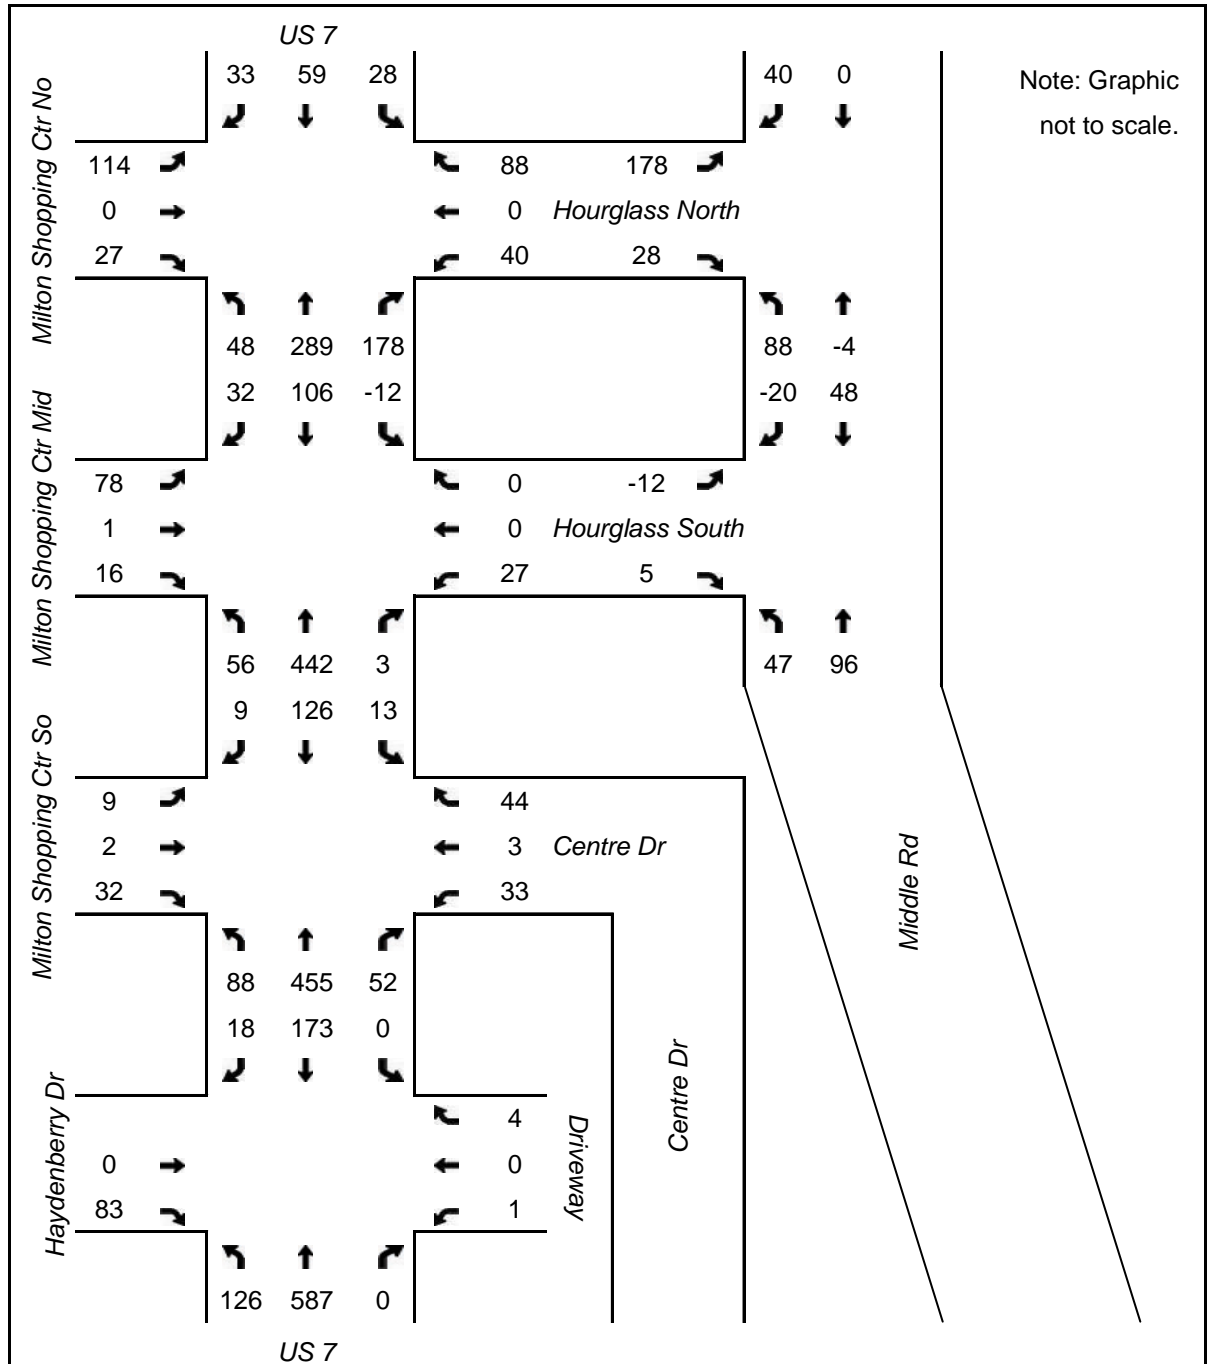 US 7
33 59 28 40 0
Note: Graphic
not to scale.
Milton Shopping Ctr No
114 88 178
0 0 Hourglass North
27 40 28
48 289 178 88 -4
32 106 -12 -20 48
Milton Shopping Ctr Mid
78 0 -12
1 0 Hourglass South
16 27 5
56 442 3 47 96
9 126 13
Milton Shopping Ctr So
9 44
2 3 Centre Dr
32 33
Middle Rd
88 455 52
18 173 0
Centre Dr
Haydenberry Dr
4
0 0
83 1
Driveway
126 587 0
US 7